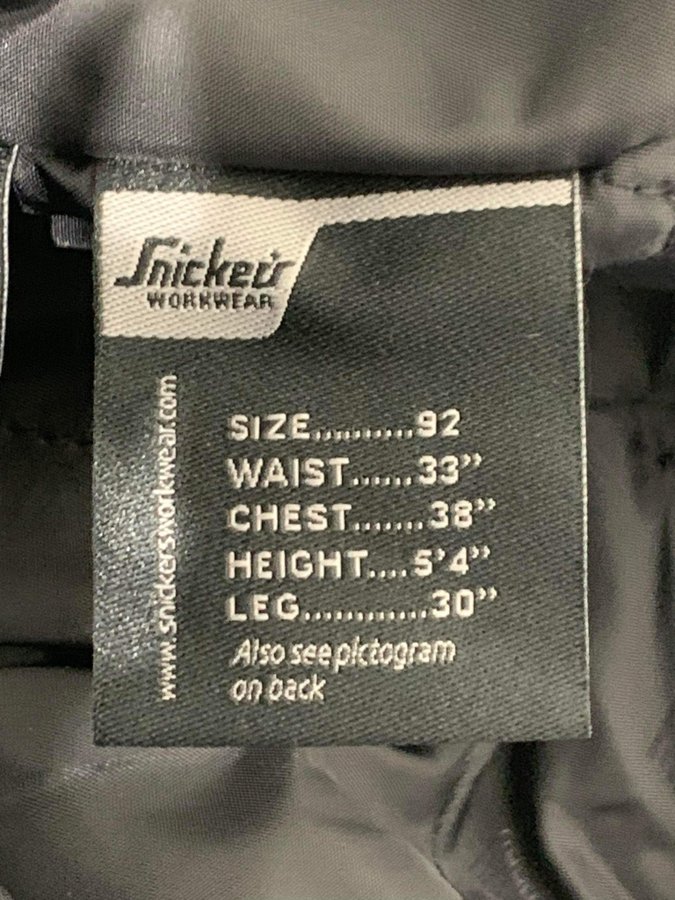 Snickers
WORKWEAR
www.snickersworkwear.com
SIZE..........92
WAIST......33”
CHEST.......38”
HEIGHT....5’4”
LEG............30”
Also see pictogram
on back